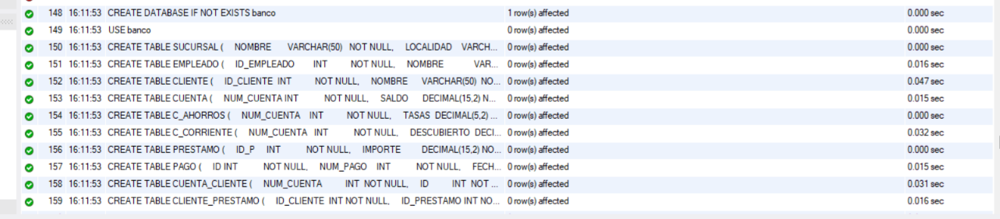 148 16:11:53 CREATE DATABASE IF NOT EXISTS banco 1 row(s) affected 0.000 sec
149 16:11:53 USE banco 0 row(s) affected 0.000 sec
150 16:11:53 CREATE TABLE SUCURSAL ( NOMBRE VARCHAR(50) NOT NULL, LOCALIDAD VARCH... 0 row(s) affected 0.000 sec
151 16:11:53 CREATE TABLE EMPLEADO ( ID_EMPLEADO INT NOT NULL, NOMBRE VAR... 0 row(s) affected 0.016 sec
152 16:11:53 CREATE TABLE CLIENTE ( ID_CLIENTE INT NOT NULL, NOMBRE VARCHAR(50) NO... 0 row(s) affected 0.047 sec
153 16:11:53 CREATE TABLE CUENTA ( NUM_CUENTA INT NOT NULL, SALDO DECIMAL(15,2) N... 0 row(s) affected 0.015 sec
154 16:11:53 CREATE TABLE C_AHORROS ( NUM_CUENTA INT NOT NULL, TASAS DECIMAL(5,2) ... 0 row(s) affected 0.000 sec
155 16:11:53 CREATE TABLE C_CORRIENTE ( NUM_CUENTA INT NOT NULL, DESCUBIERTO DECI... 0 row(s) affected 0.032 sec
156 16:11:53 CREATE TABLE PRESTAMO ( ID_P INT NOT NULL, IMPORTE DECIMAL(15,2) NO... 0 row(s) affected 0.000 sec
157 16:11:53 CREATE TABLE PAGO ( ID INT NOT NULL, NUM_PAGO INT NOT NULL, FECH... 0 row(s) affected 0.015 sec
158 16:11:53 CREATE TABLE CUENTA_CLIENTE ( NUM_CUENTA INT NOT NULL, ID INT NOT ... 0 row(s) affected 0.031 sec
159 16:11:53 CREATE TABLE CLIENTE_PRESTAMO ( ID_CLIENTE INT NOT NULL, ID_PRESTAMO INT NO... 0 row(s) affected 0.016 sec